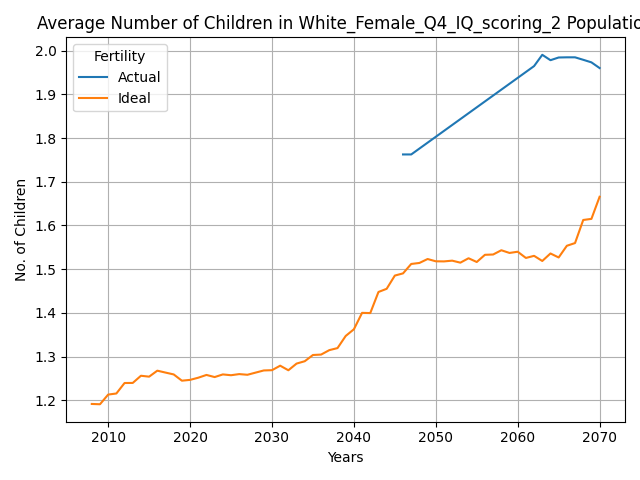 Average Number of Children in White_Female_Q4_IQ_scoring_2 Populatio
Fertility
Actual
Ideal
No. of Children
2.0
1.9
1.8
1.7
1.6
1.5
1.4
1.3
1.2
2010 2020 2030 2040 2050 2060 2070
Years